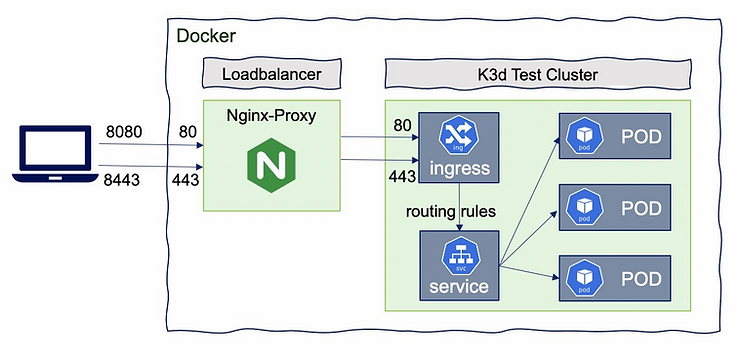 Docker
Loadbalancer
K3d Test Cluster
Nginx-Proxy
8080
80
8443
443
N
80
443
ing
ingress
routing rules
svc
service
pod
POD
pod
POD
pod
POD